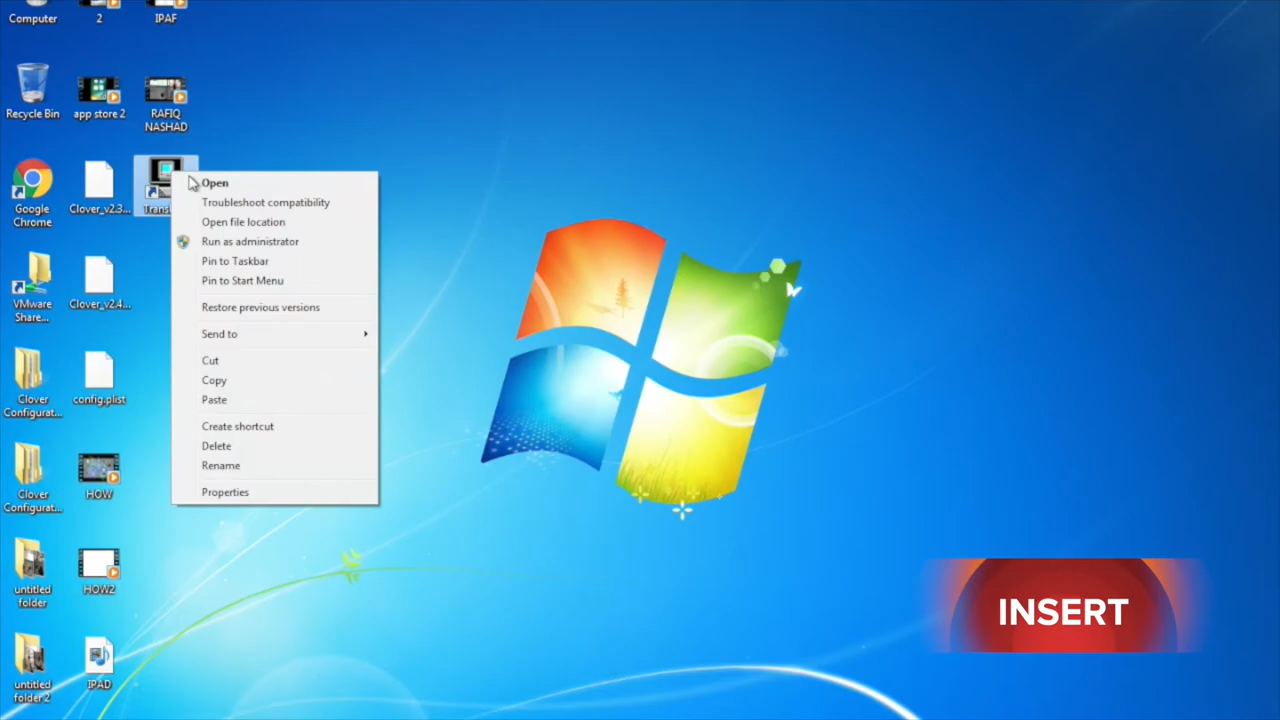 Computer
2
IPAF
Recycle Bin
app store 2
RAFIQ
NASHAD
Google
Chrome
Clover_v2.3...
VMware
Share...
Clover_v2.4...
Clover
Configurat...
config.plist
Clover
Configurat...
HOW
untitled
folder
HOW2
untitled
folder 2
IPAD
Open
Troubleshoot compatibility
Open file location
Run as administrator
Pin to Taskbar
Pin to Start Menu
Restore previous versions
Send to
Cut
Copy
Paste
Create shortcut
Delete
Rename
Properties
INSERT